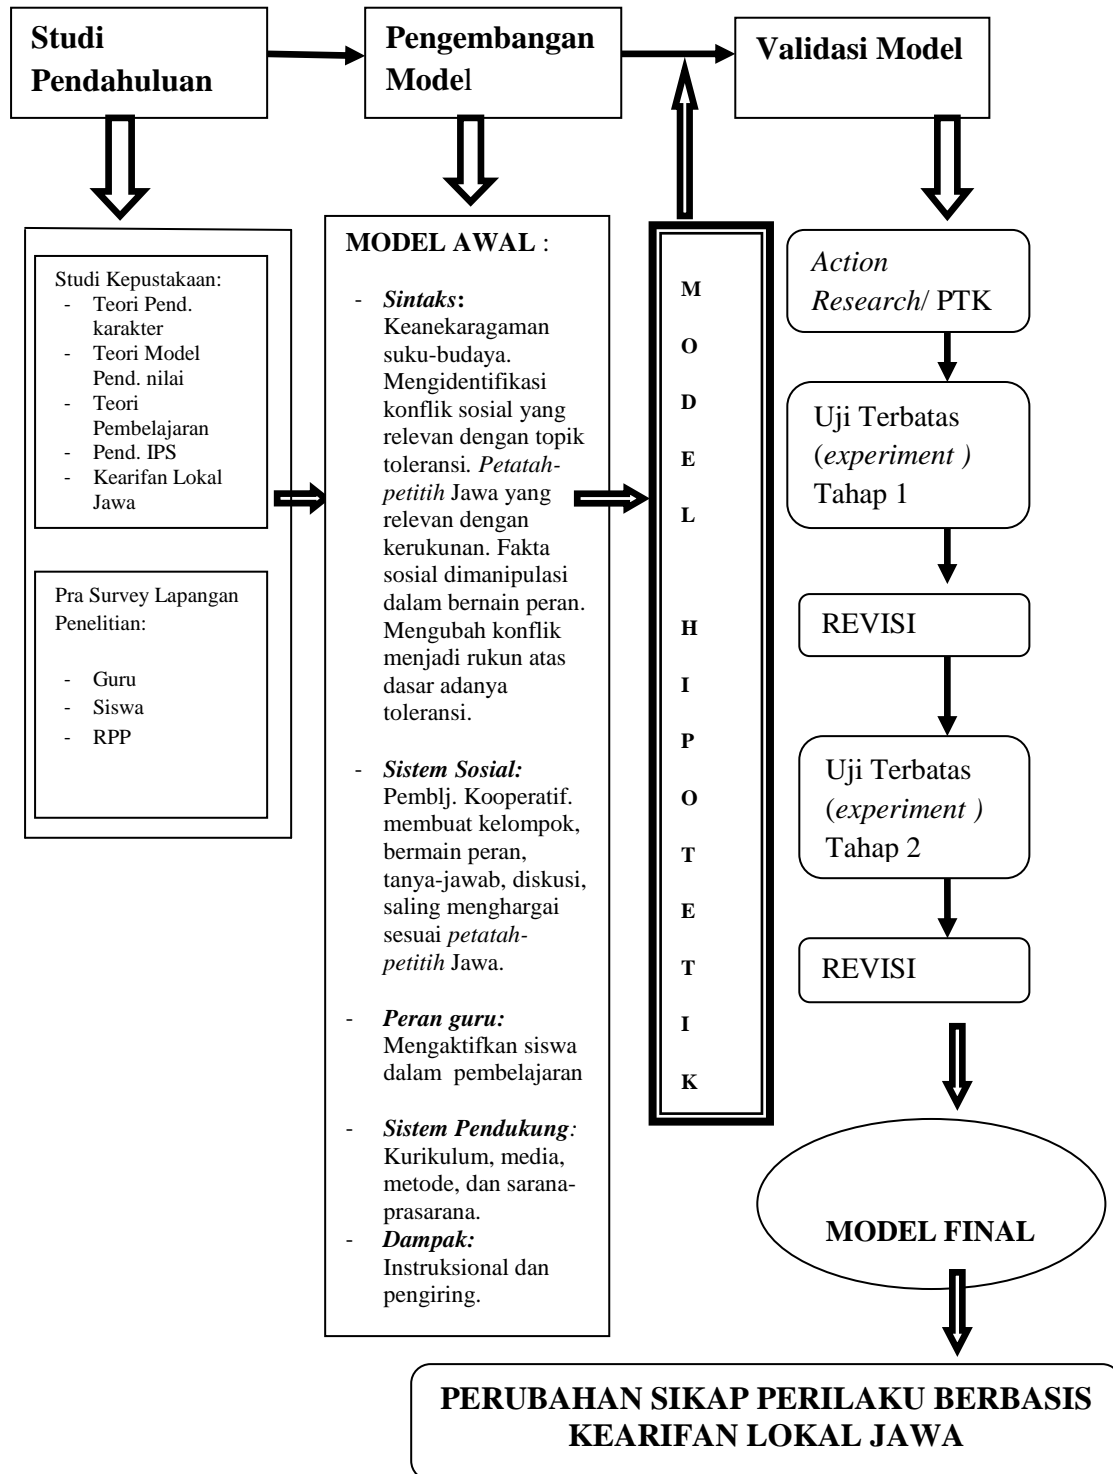 Studi
Pendahuluan
Pengembangan
Model
Validasi Model
Studi Kepustakaan:
- Teori Pend.
karakter
- Teori Model
Pend. nilai
- Teori
Pembelajaran
- Pend. IPS
- Kearifan Lokal
Jawa
Pra Survey Lapangan
Penelitian:
- Guru
- Siswa
- RPP
MODEL AWAL :
- Sintaks:
Keanekaragaman
suku-budaya.
Mengidentifikasi
konflik sosial yang
relevan dengan topik
toleransi. Petatah-
petitih Jawa yang
relevan dengan
kerukunan. Fakta
sosial dimanipulasi
dalam bernain peran.
Mengubah konflik
menjadi rukun atas
dasar adanya
toleransi.
- Sistem Sosial:
Pemblj. Kooperatif.
membuat kelompok,
bermain peran,
tanya-jawab, diskusi,
saling menghargai
sesuai petatah-
petitih Jawa.
- Peran guru:
Mengaktifkan siswa
dalam pembelajaran
- Sistem Pendukung:
Kurikulum, media,
metode, dan sarana-
prasarana.
- Dampak:
Instruksional dan
pengiring.
M
O
D
E
L
H
I
P
O
T
E
T
I
K
Action
Research/ PTK
Uji Terbatas
(experiment )
Tahap 1
REVISI
Uji Terbatas
(experiment )
Tahap 2
REVISI
MODEL FINAL
PERUBAHAN SIKAP PERILAKU BERBASIS
KEARIFAN LOKAL JAWA